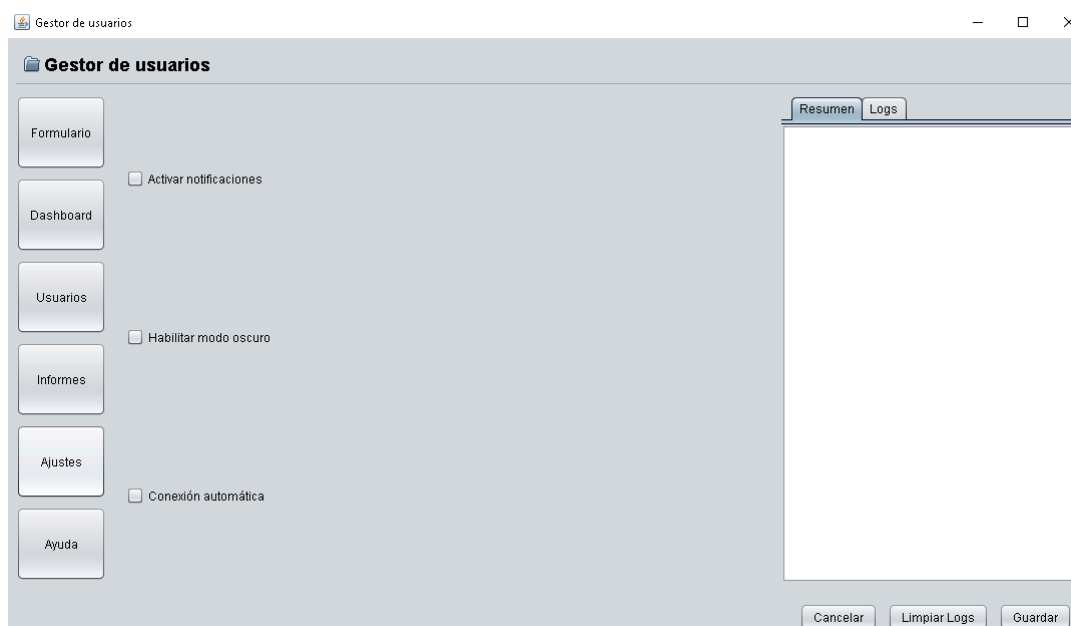 Gestor de usuarios
Gestor de usuarios
Formulario
Dashboard
Usuarios
Informes
Ajustes
Ayuda
Activar notificaciones
Habilitar modo oscuro
Conexión automática
Resumen Logs
Cancelar Limpiar Logs Guardar